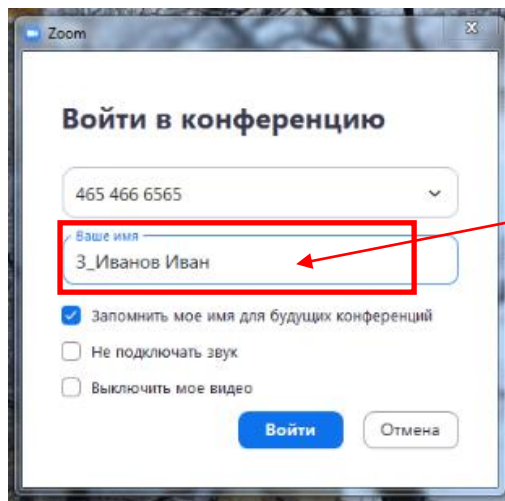 Zoom
Войти в конференцию
465 466 6565
Ваше имя
3_Иванов Иван
Запомнить мое имя для будущих конференций
Не подключать звук
Выключить мое видео
Войти
Отмена